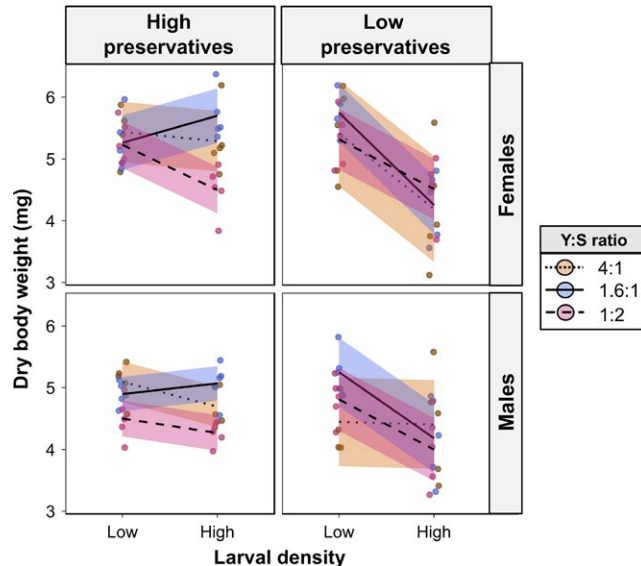 High
preservatives
Low
preservatives
6
5
4
3
Females
6
5
4
3
Males
Low
High
Low
High
Dry body weight (mg)
Larval density
Y:S ratio
4:1
1.6:1
1:2